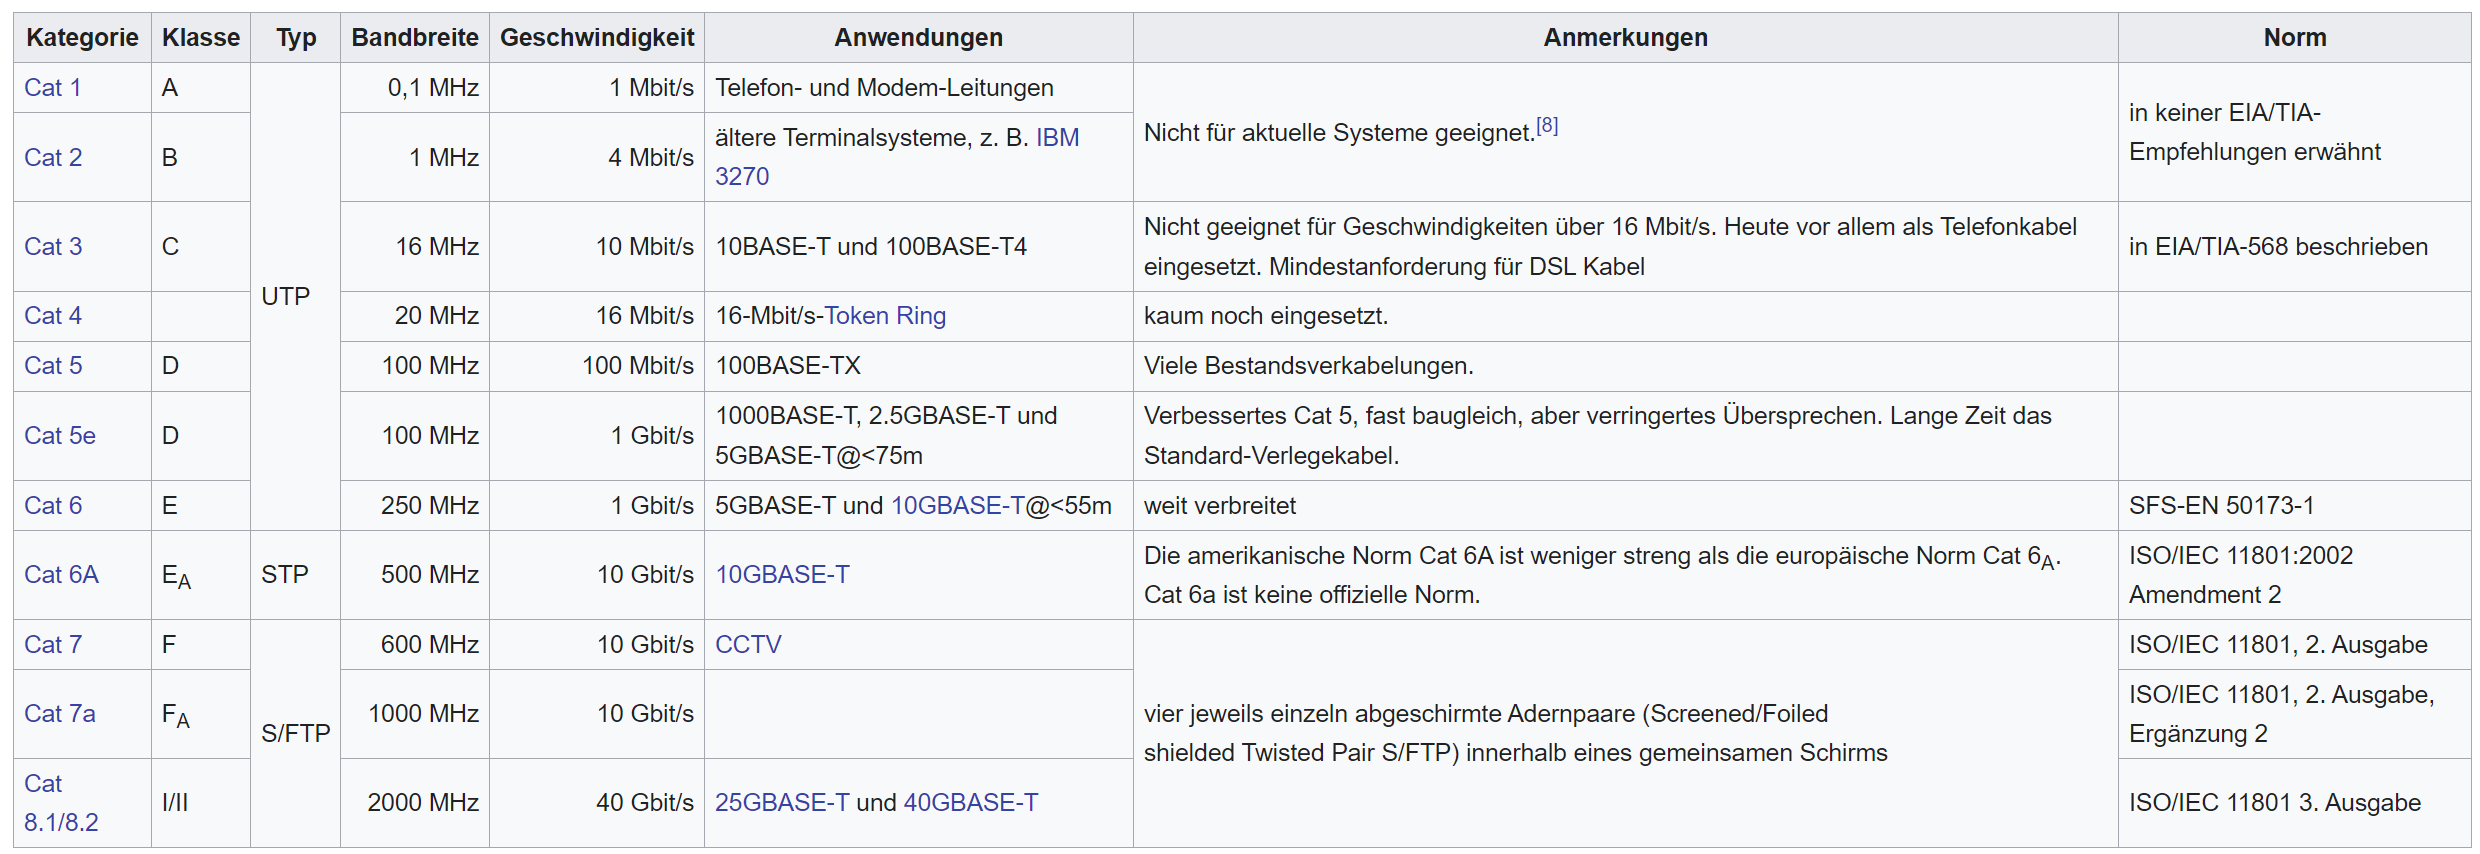 Kategorie Klasse Typ Bandbreite Geschwindigkeit Anwendungen Anmerkungen Norm
Cat 1 A UTP 0,1 MHz 1 Mbit/s Telefon- und Modem-Leitungen
Nicht für aktuelle Systeme geeignet.[8]
in keiner EIA/TIA-
Empfehlungen erwähnt
Cat 2 B 1 MHz 4 Mbit/s ältere Terminalsysteme, z. B. IBM
3270
Cat 3 C 16 MHz 10 Mbit/s 10BASE-T und 100BASE-T4
Nicht geeignet für Geschwindigkeiten über 16 Mbit/s. Heute vor allem als Telefonkabel
eingesetzt. Mindestanforderung für DSL Kabel
in EIA/TIA-568 beschrieben
Cat 4 20 MHz 16 Mbit/s 16-Mbit/s-Token Ring kaum noch eingesetzt.
Cat 5 D 100 MHz 100 Mbit/s 100BASE-TX Viele Bestandsverkabelungen.
Cat 5e D 100 MHz 1 Gbit/s 1000BASE-T, 2.5GBASE-T und
5GBASE-T@<75m
Verbessertes Cat 5, fast baugleich, aber verringertes Übersprechen. Lange Zeit das
Standard-Verlegekabel.
Cat 6 E 250 MHz 1 Gbit/s 5GBASE-T und 10GBASE-T@<55m weit verbreitet SFS-EN 50173-1
Cat 6A EA STP 500 MHz 10 Gbit/s 10GBASE-T
Die amerikanische Norm Cat 6A ist weniger streng als die europäische Norm Cat 6A.
Cat 6a ist keine offizielle Norm.
ISO/IEC 11801:2002
Amendment 2
Cat 7 F S/FTP 600 MHz 10 Gbit/s CCTV
vier jeweils einzeln abgeschirmte Adernpaare (Screened/Foiled
shielded Twisted Pair S/FTP) innerhalb eines gemeinsamen Schirms
ISO/IEC 11801, 2. Ausgabe
Cat 7a FA 1000 MHz 10 Gbit/s
ISO/IEC 11801, 2. Ausgabe,
Ergänzung 2
Cat
8.1/8.2
I/II 2000 MHz 40 Gbit/s 25GBASE-T und 40GBASE-T ISO/IEC 11801 3. Ausgabe